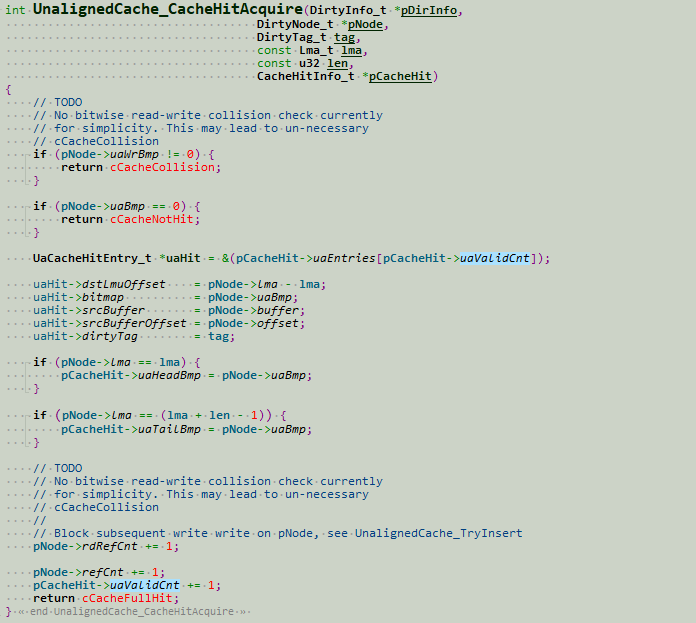 int UnalignedCache_CacheHitAcquire(DirtyInfo_t *pDirInfo,
DirtyNode_t *pNode,
DirtyTag_t tag,
const Lma_t lma,
const u32 len,
CacheHitInfo_t *pCacheHit)
{
// TODO
// No bitwise read-write collision check currently
// for simplicity. This may lead to un-necessary
// cCacheCollision
if (pNode->uaWrBmp != 0) {
return cCacheCollision;
}
if (pNode->uaBmp == 0) {
return cCacheNotHit;
}
UaCacheHitEntry_t *uaHit = &(pCacheHit->uaEntries[pCacheHit->uaValidCnt]);
uaHit->dstLmuOffset = pNode->lma - lma;
uaHit->bitmap = pNode->uaBmp;
uaHit->srcBuffer = pNode->buffer;
uaHit->srcBufferOffset = pNode->offset;
uaHit->dirtyTag = tag;
if (pNode->lma == lma) {
pCacheHit->uaHeadBmp = pNode->uaBmp;
}
if (pNode->lma == (lma + len - 1)) {
pCacheHit->uaTailBmp = pNode->uaBmp;
}
// TODO
// No bitwise read-write collision check currently
// for simplicity. This may lead to un-necessary
// cCacheCollision
//
// Block subsequent write write on pNode, see UnalignedCache_TryInsert
pNode->rdRefCnt += 1;
pNode->refCnt += 1;
pCacheHit->uaValidCnt += 1;
return cCacheFullHit;
} « end UnalignedCache_CacheHitAcquire »